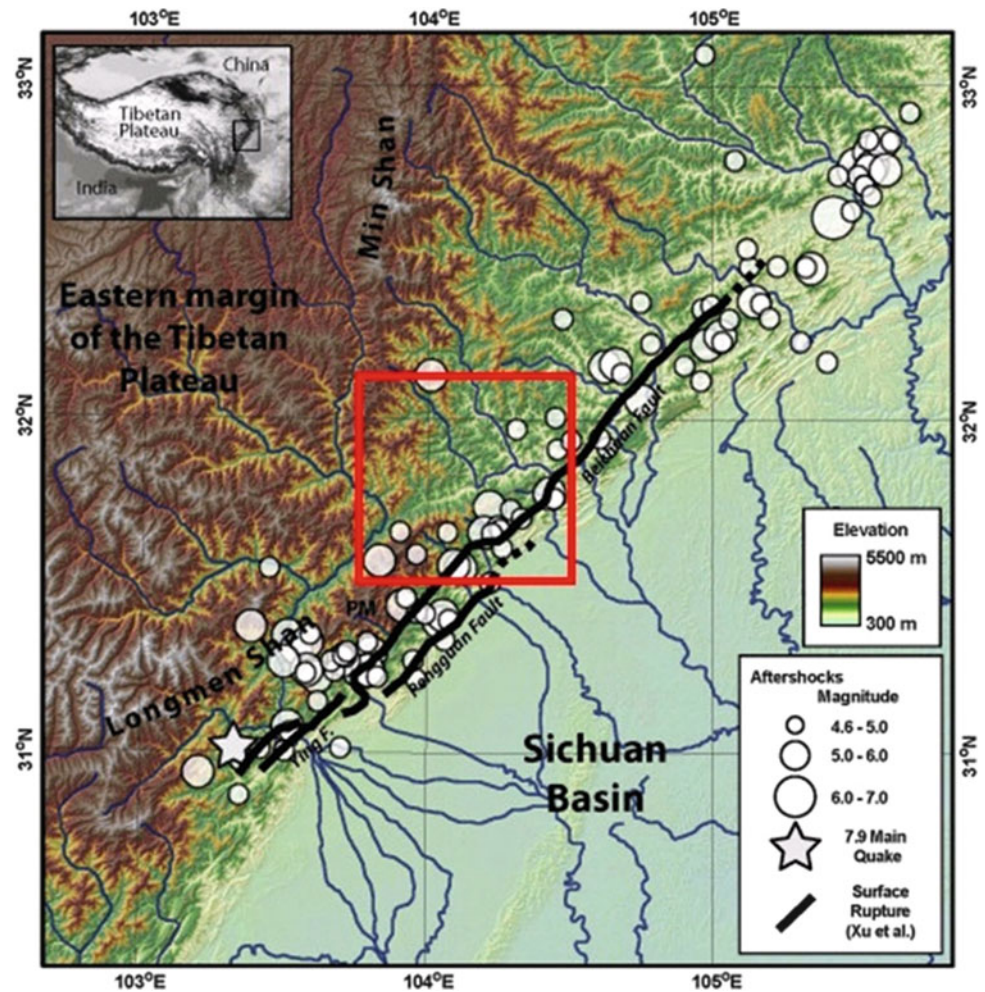 103°E 104°E 105°E
33°N
33°N
China
Tibetan
Plateau
India
Min Shan
Eastern margin
of the Tibetan
Plateau
32°N
32°N
Beichuan Fault
Elevation
5500 m
300 m
PM
Longmen Shan
Pengguan Fault
Ying F.
31°N
31°N
Sichuan
Basin
Aftershocks
Magnitude
4.6 - 5.0
5.0 - 6.0
6.0 - 7.0
7.9 Main
Quake
Surface
Rupture
(Xu et al.)
103°E 104°E 105°E